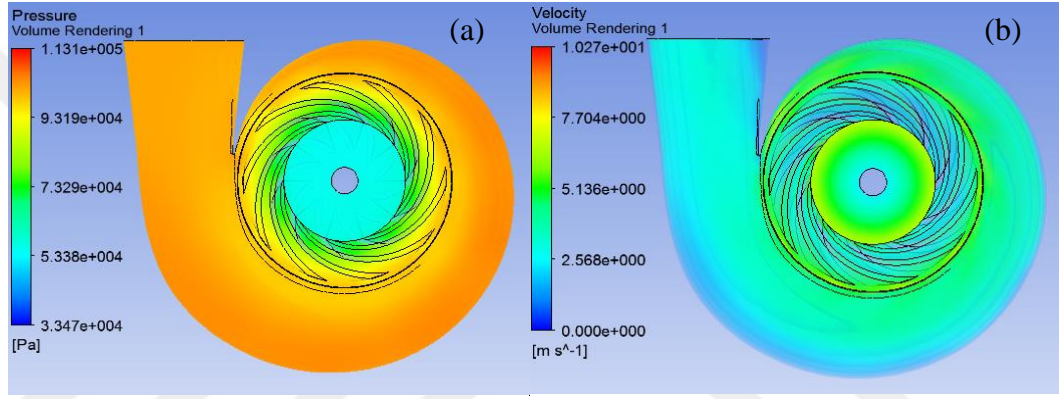 Pressure
Volume Rendering 1
(a)
1.131e+005
9.319e+004
7.329e+004
5.338e+004
3.347e+004
[Pa]
Velocity
Volume Rendering 1
(b)
1.027e+001
7.704e+000
5.136e+000
2.568e+000
0.000e+000
[m s^-1]